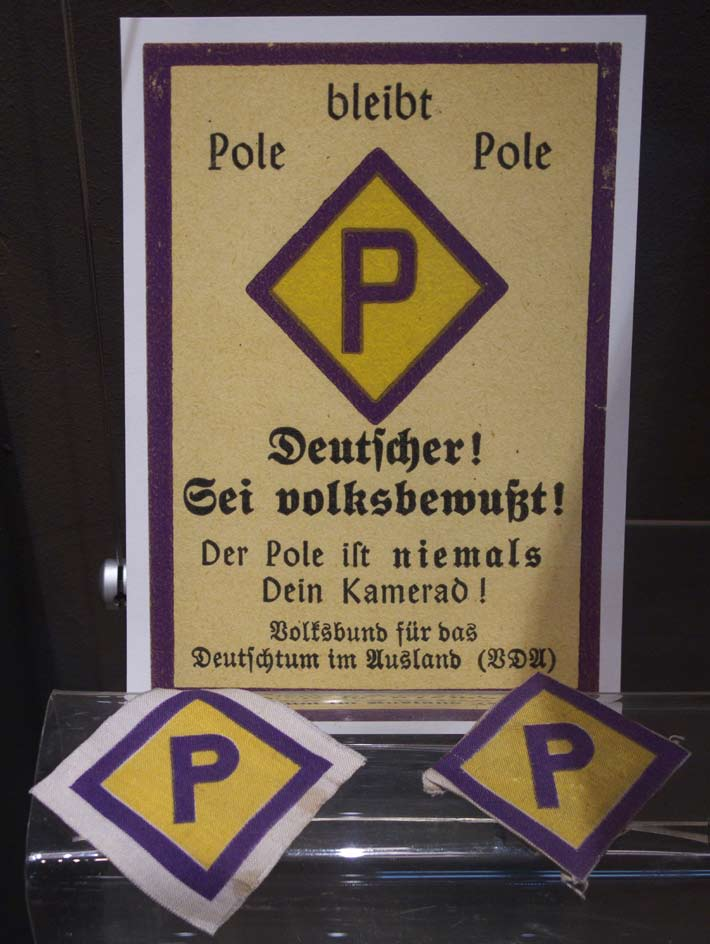 bleibt
Pole Pole
P
Deutſcher!
Sei volksbewußt!
Der Pole iſt niemals
Dein Kamerad!
Volksbund für das
Deutſchtum im Ausland (VDA)
P
P